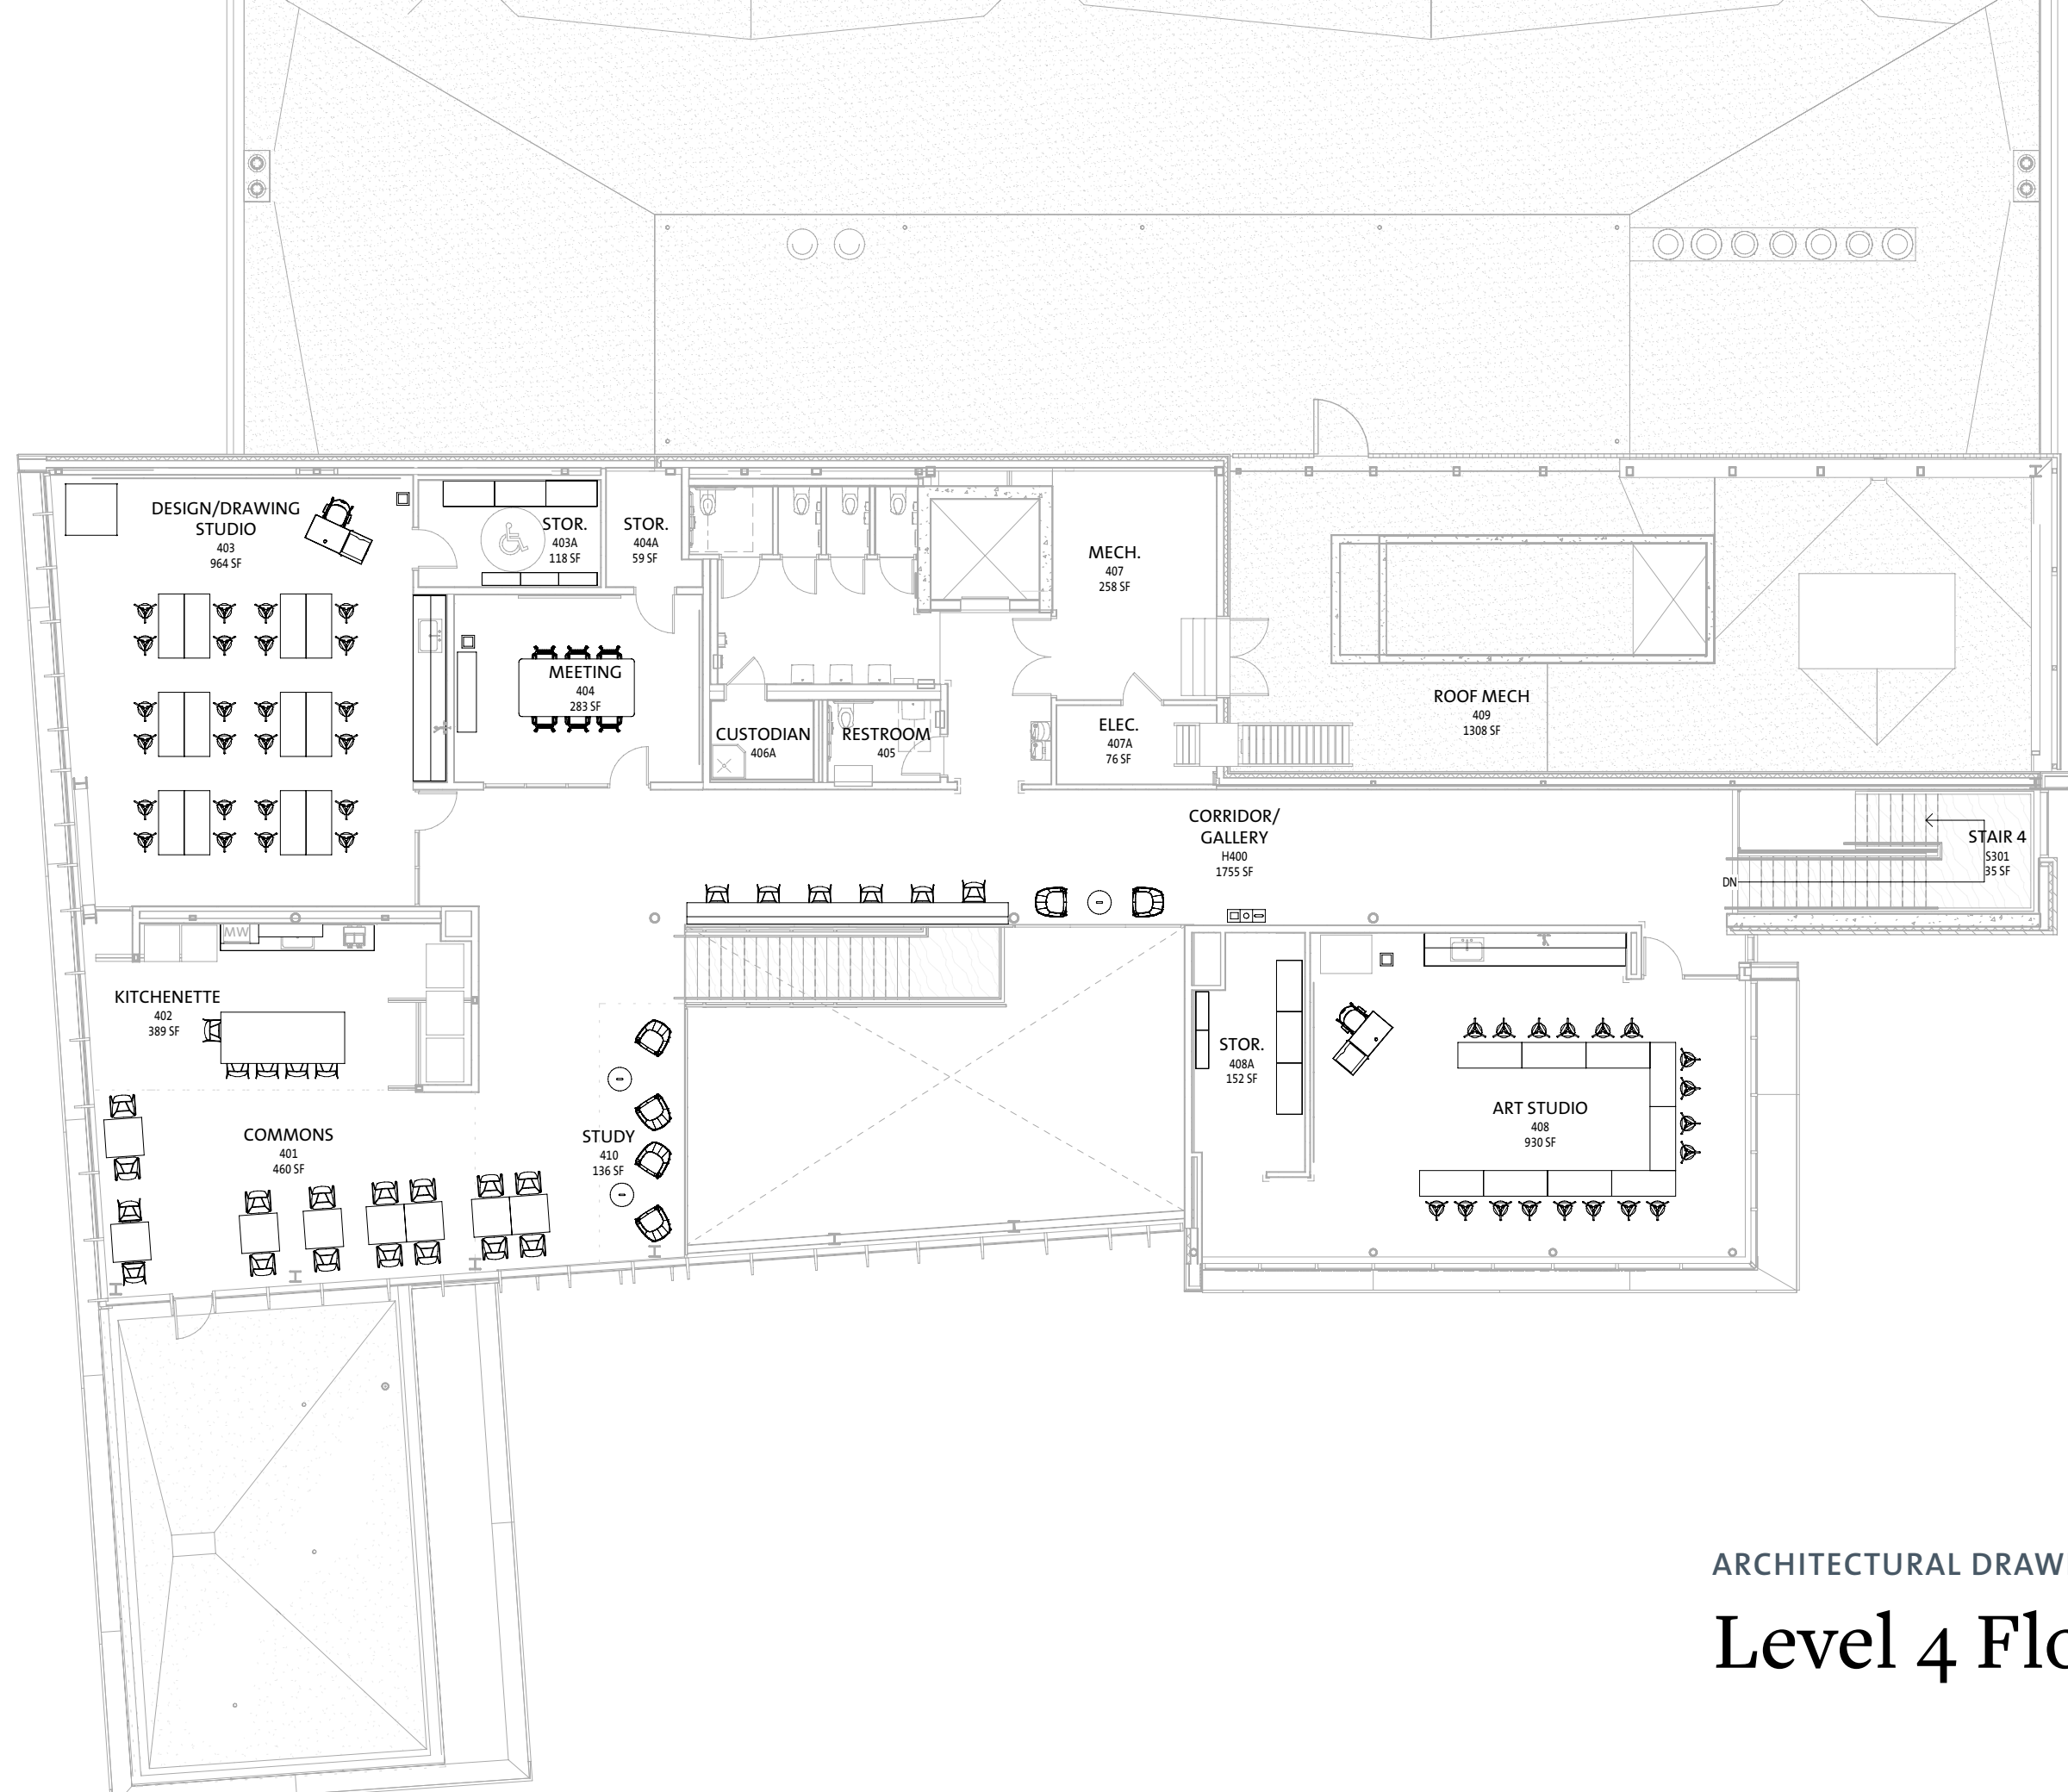 DESIGN/DRAWING
STUDIO
403
964 SF
STOR.
403A
118 SF
STOR.
404A
59 SF
MECH.
407
258 SF
MEETING
404
283 SF
CUSTODIAN
406A
RESTROOM
405
ELEC.
407A
76 SF
ROOF MECH
409
1308 SF
CORRIDOR/
GALLERY
H400
1755 SF
STAIR 4
S301
35 SF
DN
MW
KITCHENETTE
402
389 SF
COMMONS
401
460 SF
STUDY
410
136 SF
STOR.
408A
152 SF
ART STUDIO
408
930 SF
ARCHITECTURAL DRAW
Level 4 Flo